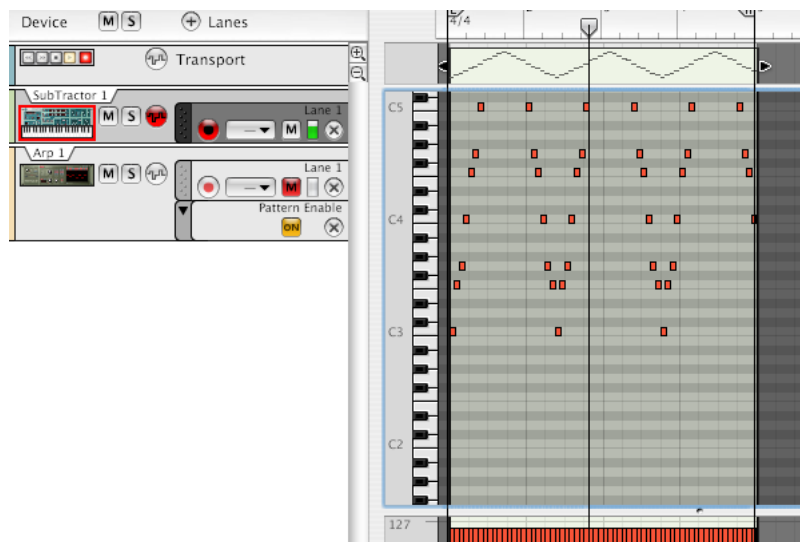 Device M S Lanes
4/4
Transport
SubTractor 1
M S Lane 1
M
Arp 1
M S Lane 1
M
Pattern Enable
ON
C5
C4
C3
C2
127